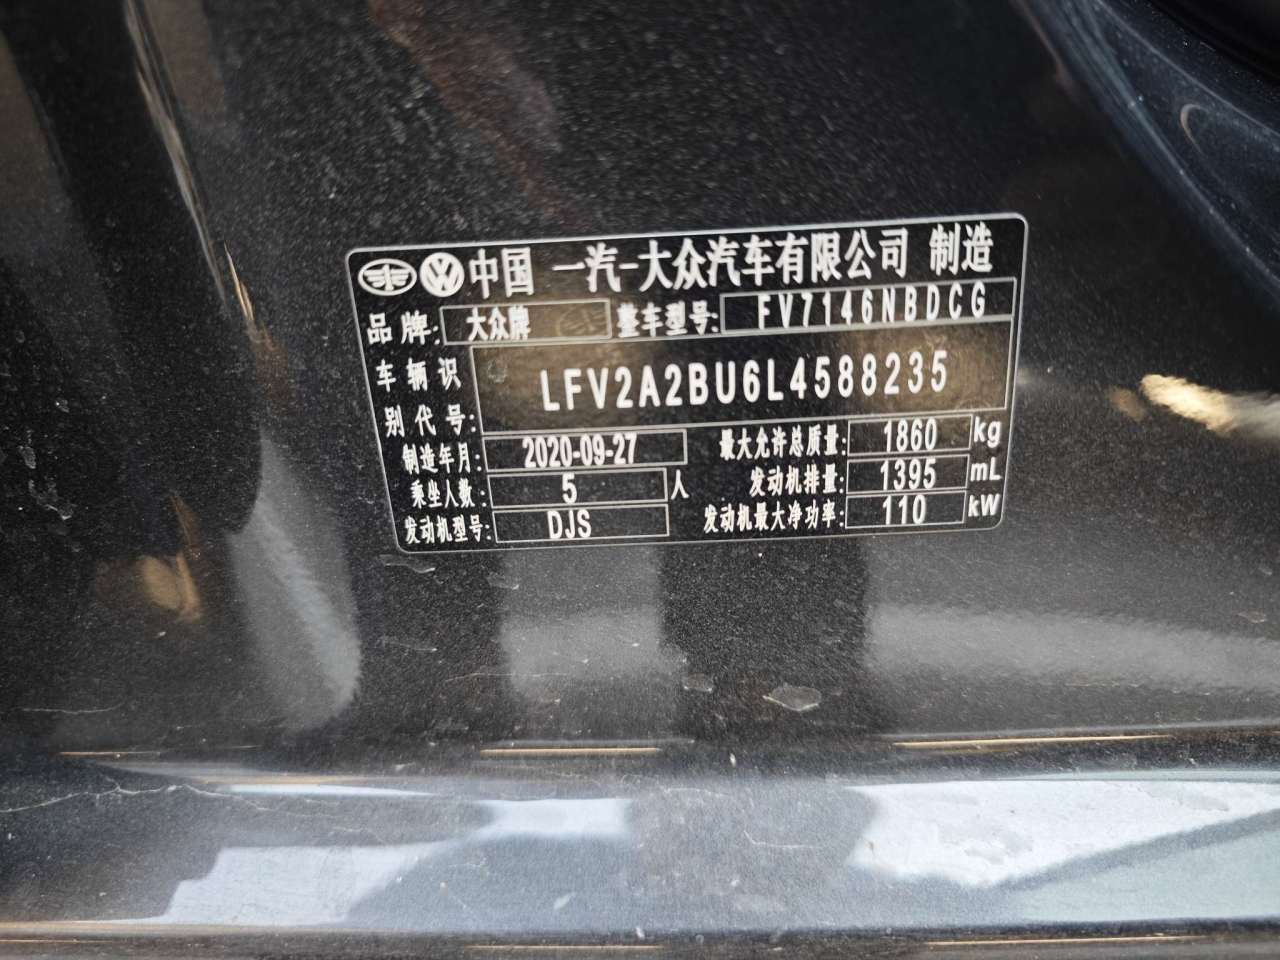 中国 一汽-大众汽车有限公司 制造
品牌: 大众牌 整车型号: FV7146NBDCG
车辆识别代号: LFV2A2BU6L4588235
制造年月: 2020-09-27 最大允许总质量: 1860 kg
乘坐人数: 5 人 发动机排量: 1395 mL
发动机型号: DJS 发动机最大净功率: 110 kW